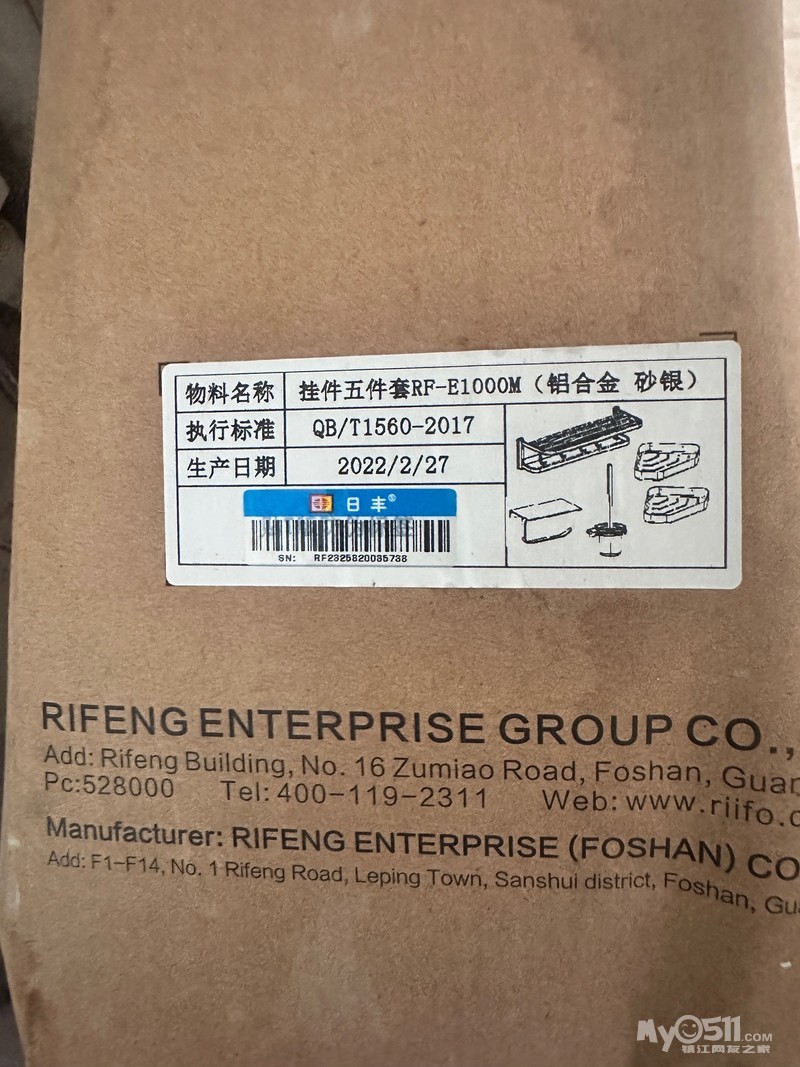 物料名称 挂件五件套RF-E1000M（铝合金 砂银）
执行标准 QB/T1560-2017
生产日期 2022/2/27
日丰®
SN: RF2325820035738
RIFENG ENTERPRISE GROUP CO.,
Add: Rifeng Building, No. 16 Zumiao Road, Foshan, Guan
Pc:528000 Tel: 400-119-2311 Web: www.riifo.c
Manufacturer: RIFENG ENTERPRISE (FOSHAN) CO
Add: F1-F14, No. 1 Rifeng Road, Leping Town, Sanshui district, Foshan, Gua
My0511.COM
镇江网友之家